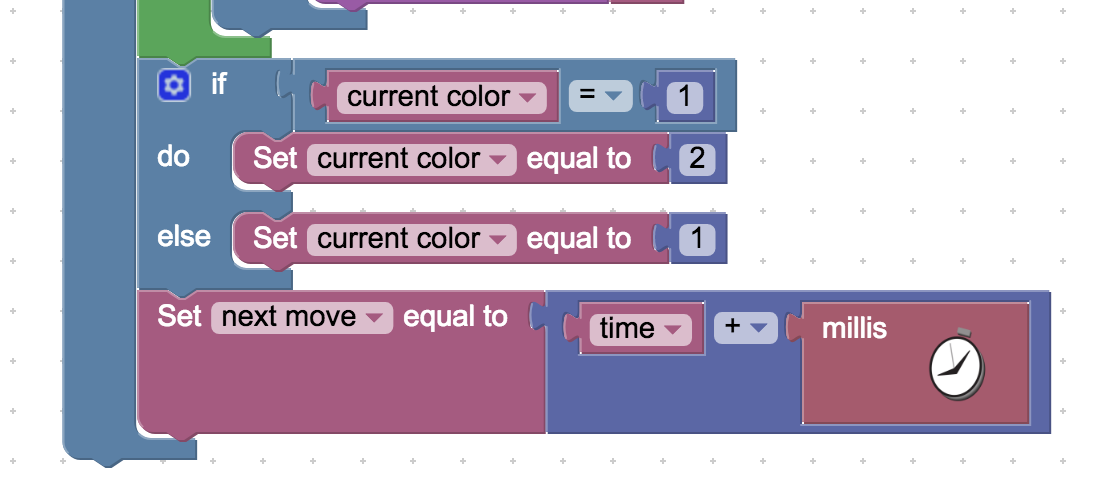 if current color = 1
do Set current color equal to 2
else Set current color equal to 1
Set next move equal to time + millis